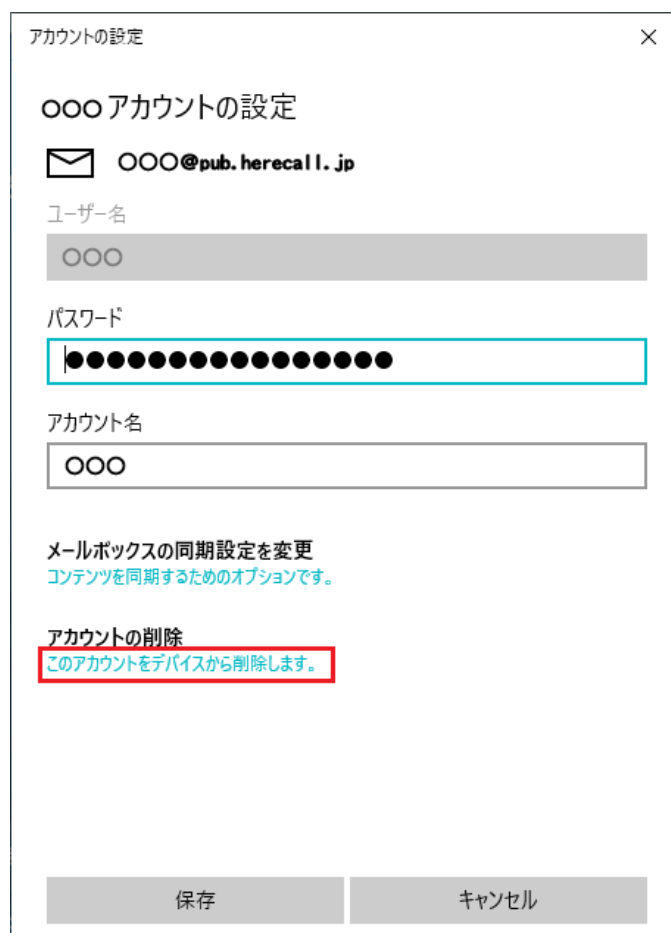 アカウントの設定
○○○アカウントの設定
○○○@pub.herecall.jp
ユーザー名
○○○
パスワード
●●●●●●●●●●●●●●●●
アカウント名
○○○
メールボックスの同期設定を変更
コンテンツを同期するためのオプションです。
アカウントの削除
このアカウントをデバイスから削除します。
保存
キャンセル